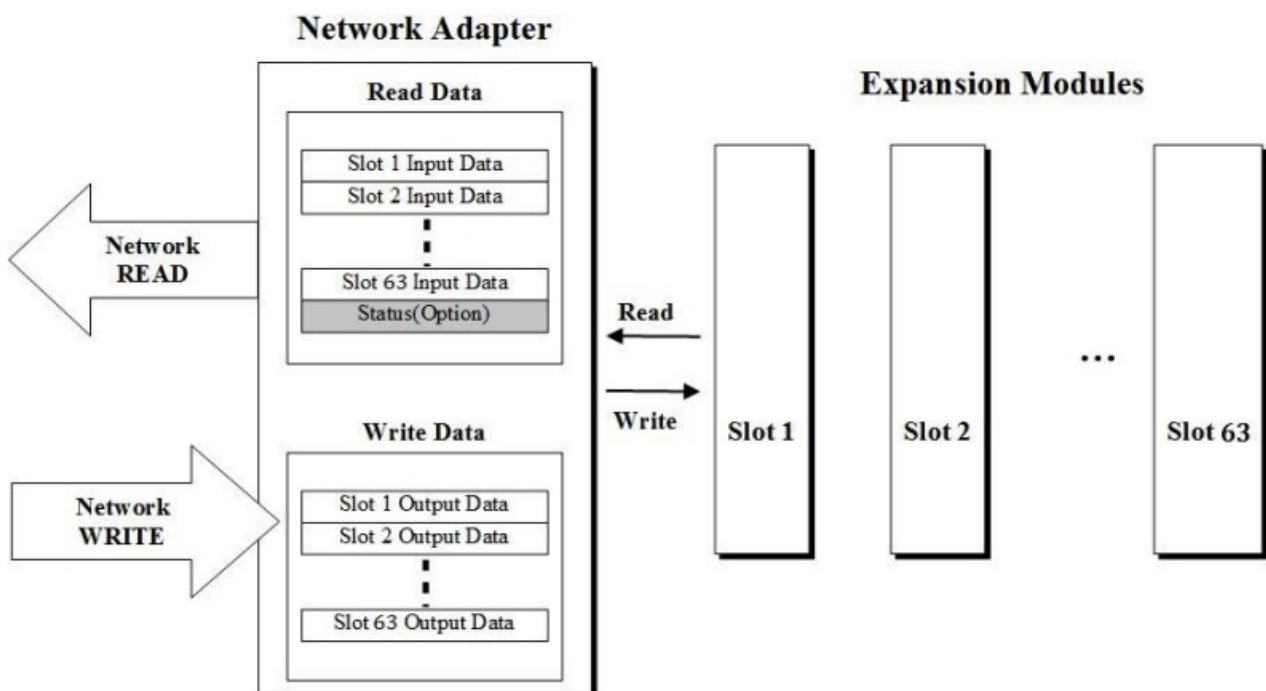 Network Adapter
Read Data
Slot 1 Input Data
Slot 2 Input Data
Slot 63 Input Data
Status(Option)
Network
READ
Write Data
Slot 1 Output Data
Slot 2 Output Data
Slot 63 Output Data
Network
WRITE
Read
Write
Expansion Modules
Slot 1
Slot 2
...
Slot 63